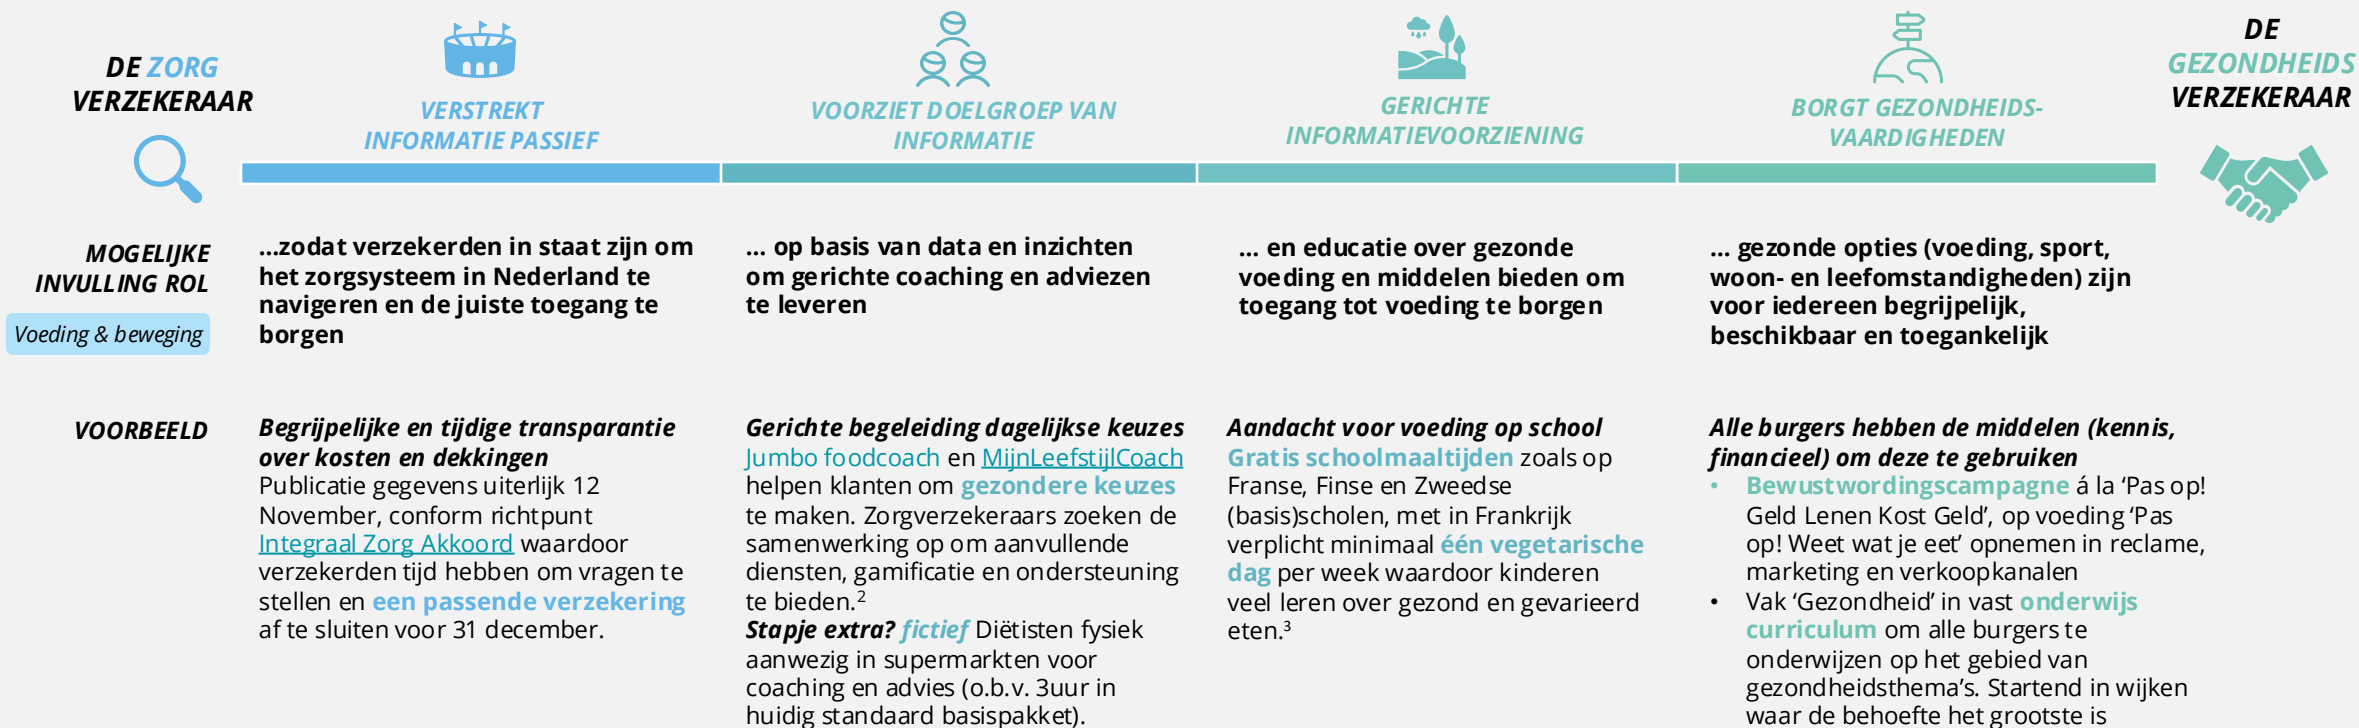 DE ZORG
VERZEKERAAR
VERSTREKT
INFORMATIE PASSIEF
VOORZIET DOELGROEP VAN
INFORMATIE
GERICHTE
INFORMATIEVOORZIENING
BORGT GEZONDHEIDS-
VAARDIGHEDEN
DE
GEZONDHEIDS
VERZEKERAAR
MOGELIJKE
INVULLING ROL
Voeding & beweging
...zodat verzekerden in staat zijn om
het zorgsysteem in Nederland te
navigeren en de juiste toegang te
borgen
... op basis van data en inzichten
om gerichte coaching en adviezen
te leveren
... en educatie over gezonde
voeding en middelen bieden om
toegang tot voeding te borgen
... gezonde opties (voeding, sport,
woon- en leefomstandigheden) zijn
voor iedereen begrijpelijk,
beschikbaar en toegankelijk
VOORBEELD
Begrijpelijke en tijdige transparantie
over kosten en dekkingen
Publicatie gegevens uiterlijk 12
November, conform richtpunt
Integraal Zorg Akkoord waardoor
verzekerden tijd hebben om vragen te
stellen en een passende verzekering
af te sluiten voor 31 december.
Gerichte begeleiding dagelijkse keuzes
Jumbo foodcoach en MijnLeefstijlCoach
helpen klanten om gezondere keuzes
te maken. Zorgverzekeraars zoeken de
samenwerking op om aanvullende
diensten, gamificatie en ondersteuning
te bieden.²
Stapje extra? fictief Diëtisten fysiek
aanwezig in supermarkten voor
coaching en advies (o.b.v. 3uur in
huidig standaard basispakket).
Aandacht voor voeding op school
Gratis schoolmaaltijden zoals op
Franse, Finse en Zweedse
(basis)scholen, met in Frankrijk
verplicht minimaal één vegetarische
dag per week waardoor kinderen
veel leren over gezond en gevarieerd
eten.³
Alle burgers hebben de middelen (kennis,
financieel) om deze te gebruiken
• Bewustwordingscampagne á la ‘Pas op!
Geld Lenen Kost Geld’, op voeding ‘Pas
op! Weet wat je eet’ opnemen in reclame,
marketing en verkoopkanalen
• Vak ‘Gezondheid’ in vast onderwijs
curriculum om alle burgers te
onderwijzen op het gebied van
gezondheidsthema’s. Startend in wijken
waar de behoefte het grootste is